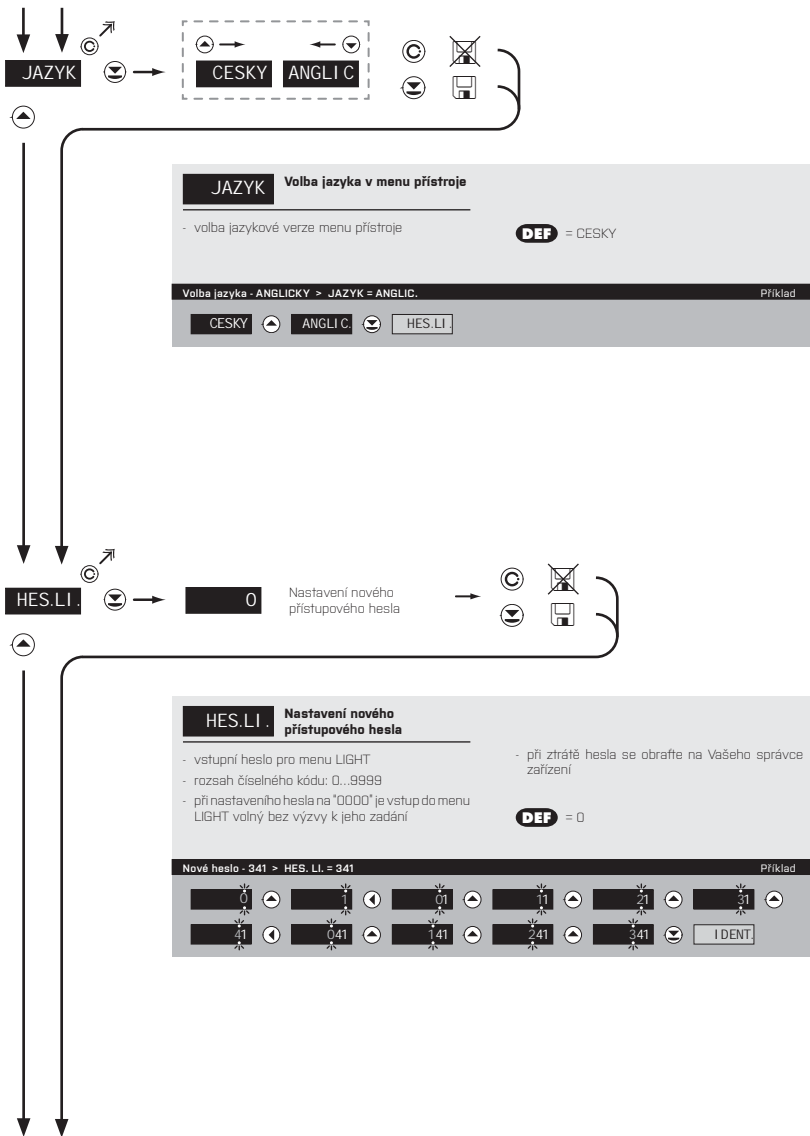 JAZYK
CESKY ANGLIC
JAZYK Volba jazyka v menu přístroje
- volba jazykové verze menu přístroje
DEF = CESKY
Volba jazyka - ANGLICKY > JAZYK = ANGLIC. Příklad
CESKY ANGLIC. HES.LI.
HES.LI.
0
Nastavení nového
přístupového hesla
HES.LI. Nastavení nového
přístupového hesla
- vstupní heslo pro menu LIGHT
- rozsah číselného kódu: 0...9999
- při nastaveního hesla na "0000" je vstup do menu
LIGHT volný bez výzvy k jeho zadání
- při ztrátě hesla se obraťte na Vašeho správce
zařízení
DEF = 0
Nové heslo - 341 > HES. LI. = 341 Příklad
0 1 01 11 21 31
41 041 141 241 341 IDENT.